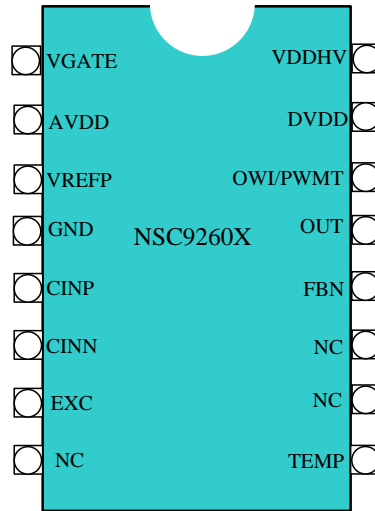 VGATE VDDHV
AVDD DVDD
VREFP OWI/PWMT
GND OUT
NSC9260X
CINP FBN
CINN NC
EXC NC
NC TEMP